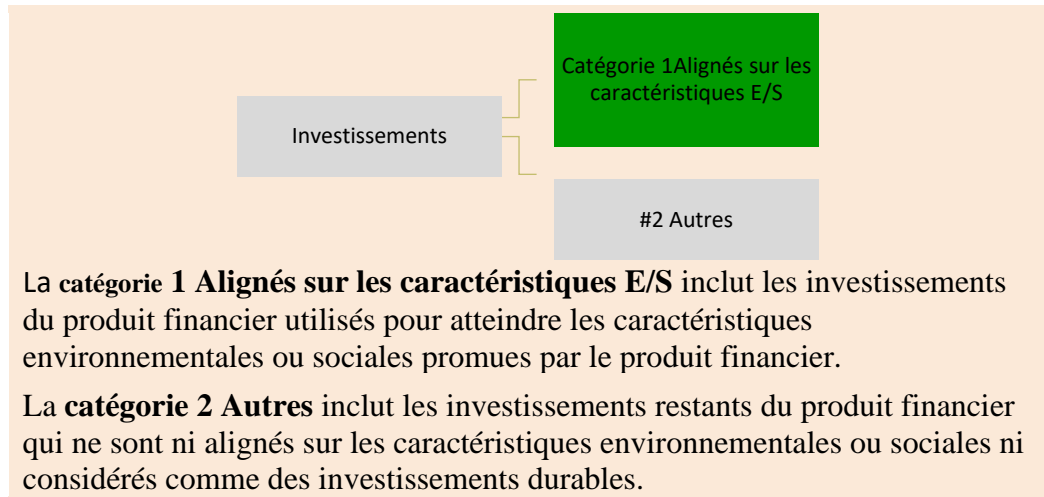 Catégorie 1Alignés sur les
caractéristiques E/S
Investissements
#2 Autres
La catégorie 1 Alignés sur les caractéristiques E/S inclut les investissements
du produit financier utilisés pour atteindre les caractéristiques
environnementales ou sociales promues par le produit financier.
La catégorie 2 Autres inclut les investissements restants du produit financier
qui ne sont ni alignés sur les caractéristiques environnementales ou sociales ni
considérés comme des investissements durables.